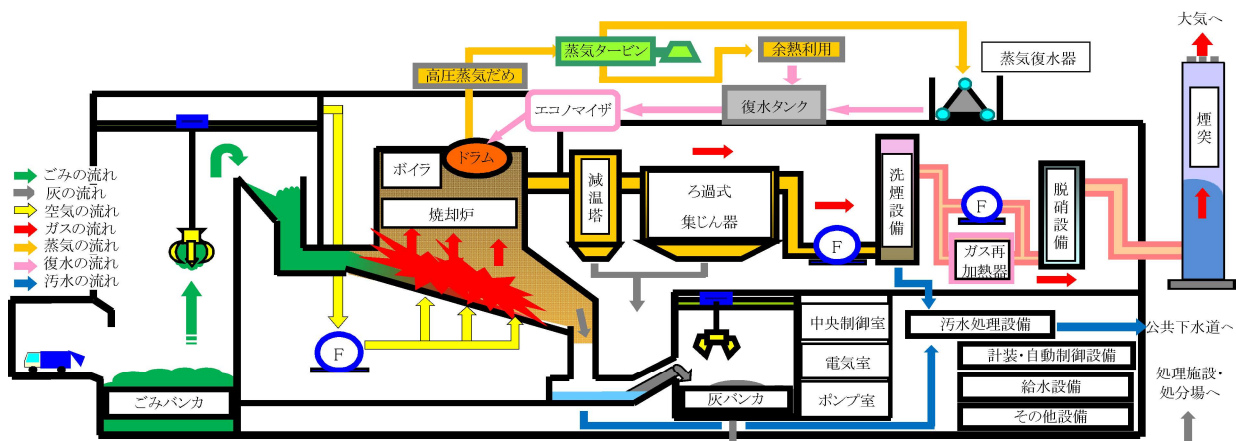 大気へ
蒸気タービン
余熱利用
蒸気復水器
高圧蒸気だめ
エコノマイザ
復水タンク
煙突
ドラム
ボイラ
減温塔
ろ過式
集じん器
洗煙設備
脱硝設備
ごみの流れ
灰の流れ
空気の流れ
ガスの流れ
蒸気の流れ
復水の流れ
汚水の流れ
焼却炉
F
F
ガス再
加熱器
F
中央制御室
汚水処理設備
公共下水道へ
電気室
計装・自動制御設備
処理施設・
処分場へ
給水設備
ごみバンカ
灰バンカ
ポンプ室
その他設備